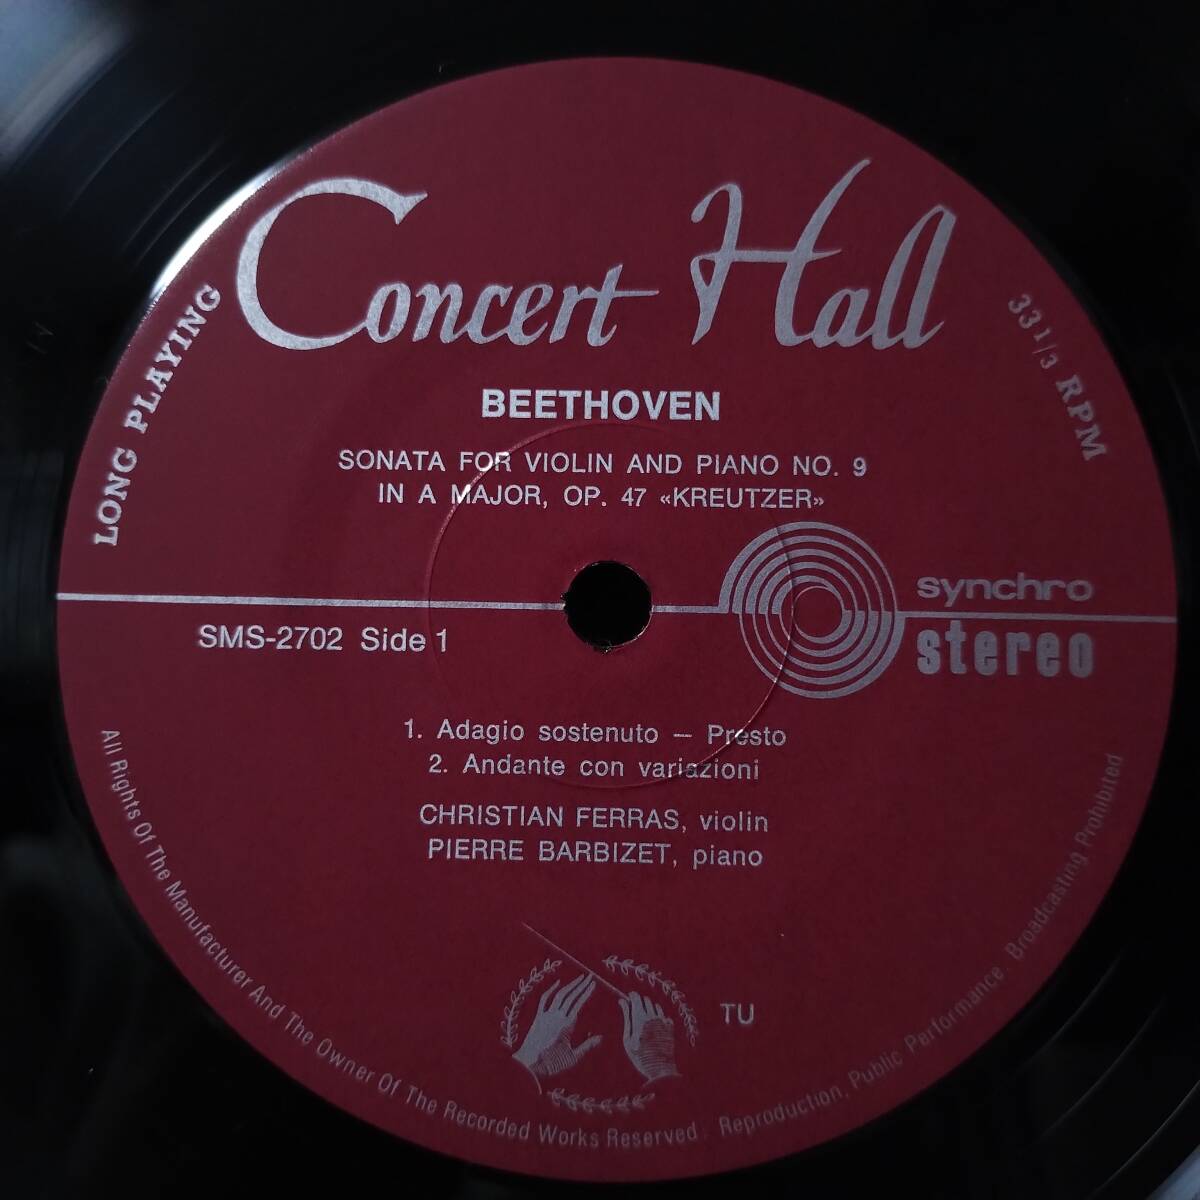 Concert Hall
LONG PLAYING
33 1/3 RPM
BEETHOVEN
SONATA FOR VIOLIN AND PIANO NO. 9
IN A MAJOR, OP. 47 «KREUTZER»
synchro
stereo
SMS-2702 Side 1
1. Adagio sostenuto — Presto
2. Andante con variazioni
CHRISTIAN FERRAS, violin
PIERRE BARBIZET, piano
TU
All Rights Of The Manufacturer And The Owner Of The Recorded Works Reserved. Reproduction, Public Performance, Broadcasting Prohibited